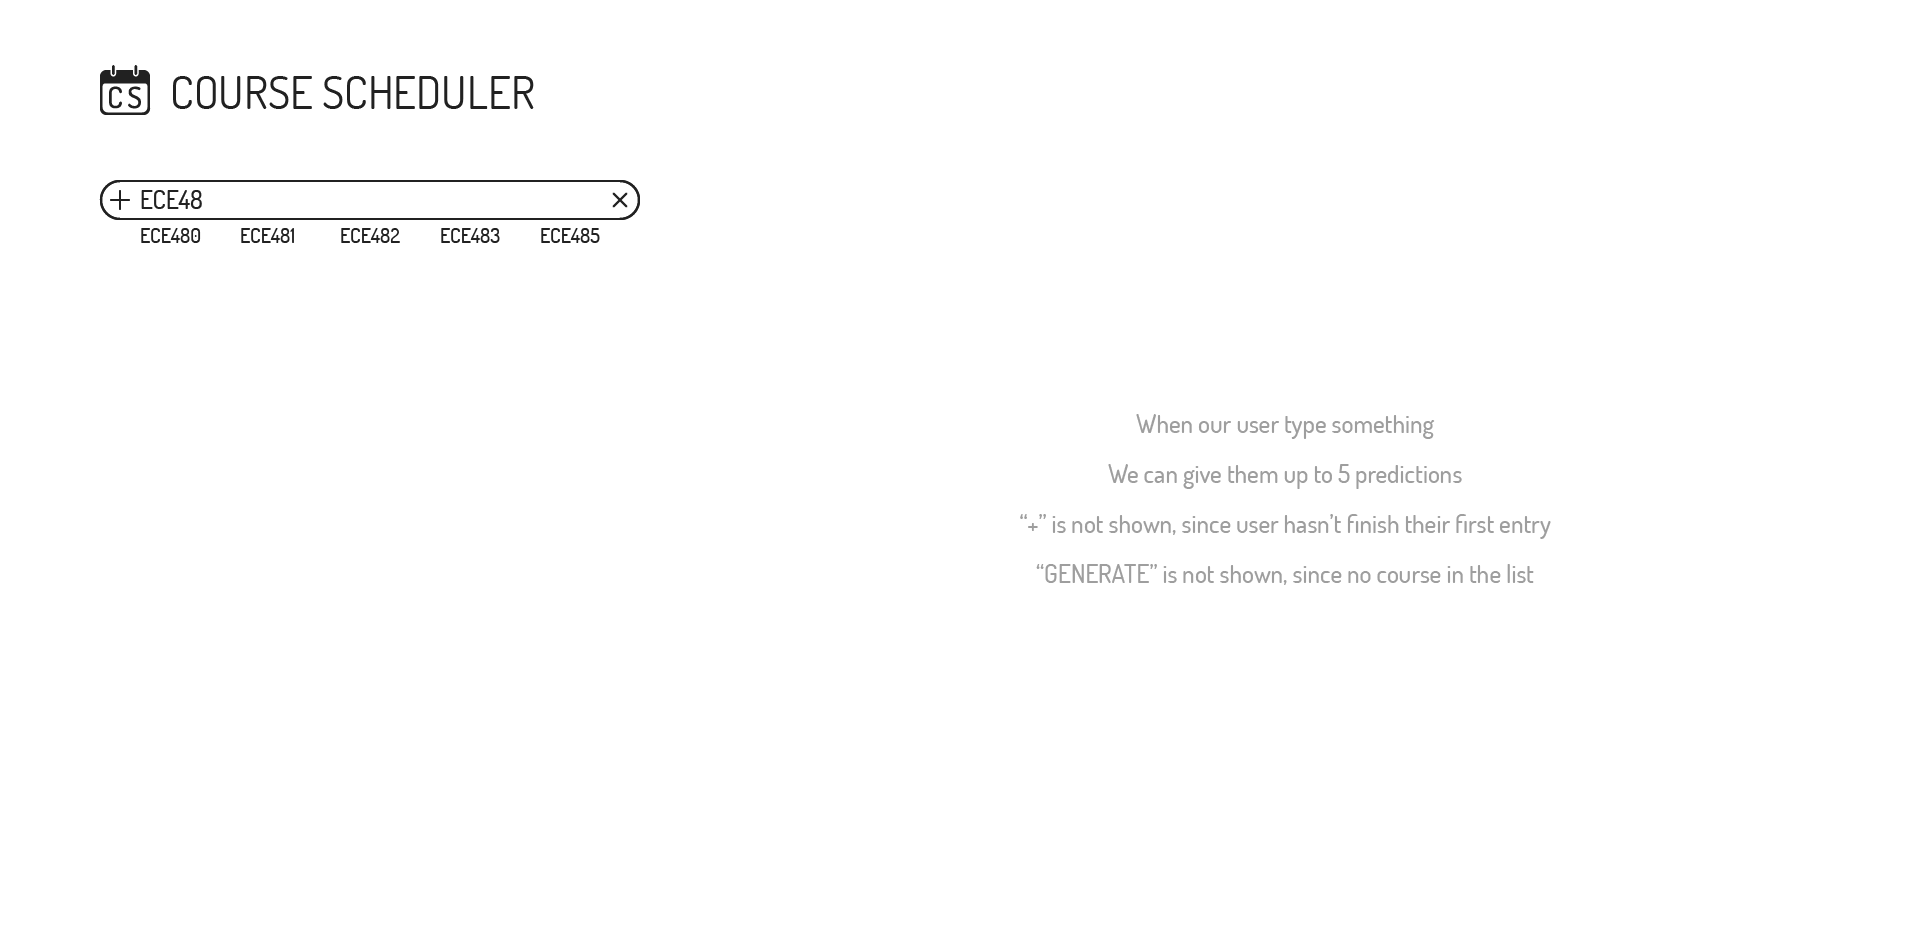 CS COURSE SCHEDULER
ECE48
ECE480 ECE481 ECE482 ECE483 ECE485
When our user type something
We can give them up to 5 predictions
“+” is not shown, since user hasn’t finish their first entry
“GENERATE” is not shown, since no course in the list